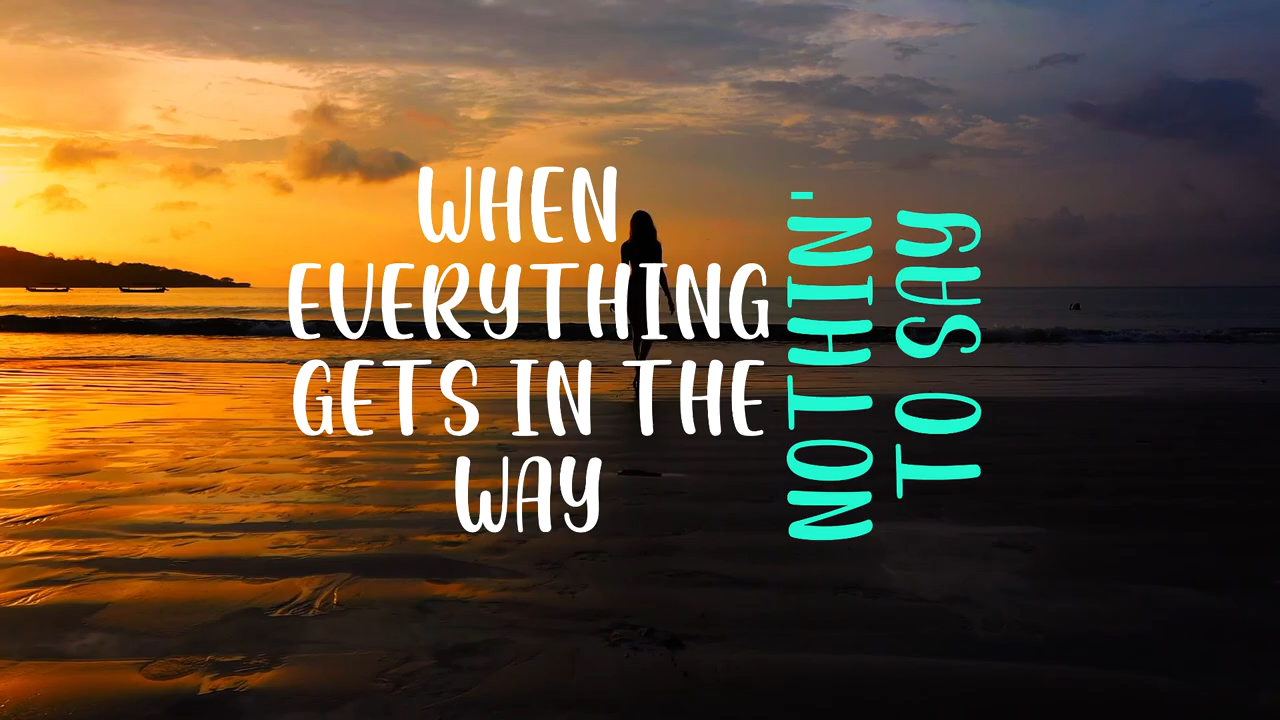 WHEN
EVERYTHING
GETS IN THE
WAY
NOTHIN'
TO SAY